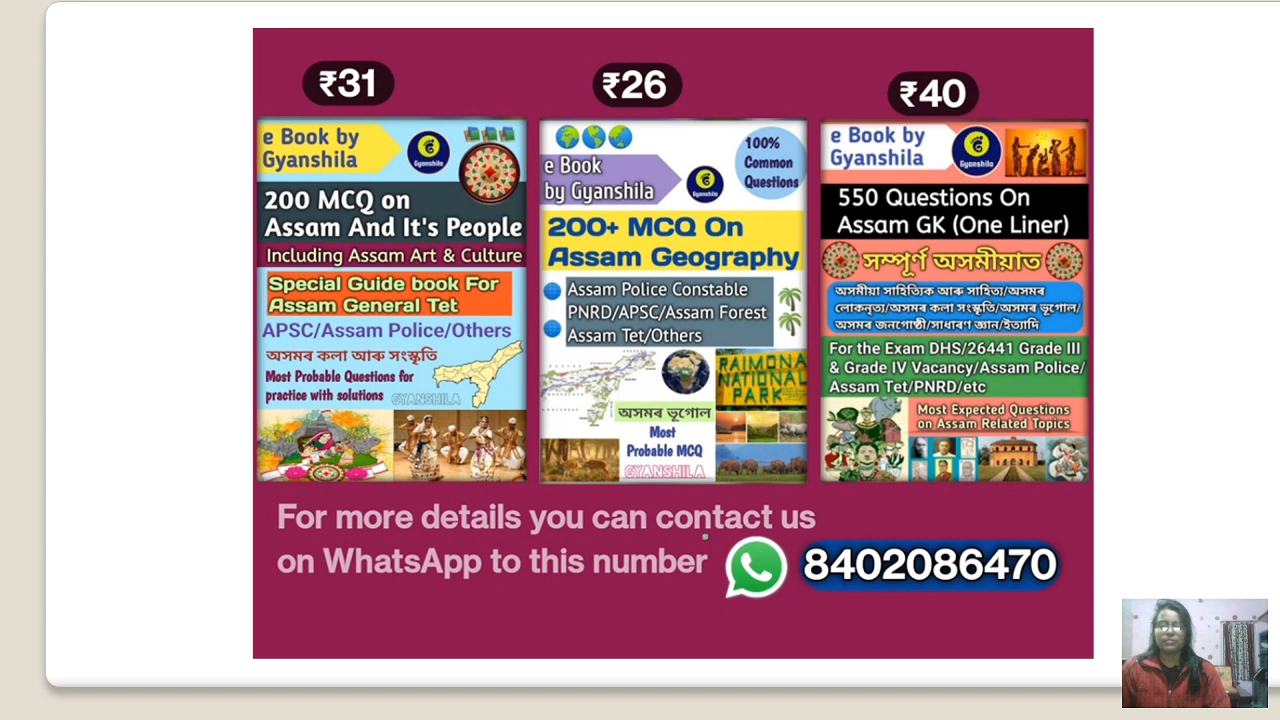 ₹31
e Book by
Gyanshila
Gyanshila
200 MCQ on
Assam And It's People
Including Assam Art & Culture
Special Guide book For
Assam General Tet
APSC/Assam Police/Others
অসমৰ কলা আৰু সংস্কৃতি
Most Probable Questions for
practice with solutions
GYANSHILA
₹26
100%
Common
Questions
e Book
by Gyanshila
Gyanshila
200+ MCQ On
Assam Geography
Assam Police Constable
PNRD/APSC/Assam Forest
Assam Tet/Others
RAIMONA
NATIONAL
PARK
অসমৰ ভূগোল
Most
Probable MCQ
GYANSHILA
₹40
e Book by
Gyanshila
Gyanshila
550 Questions On
Assam GK (One Liner)
সম্পূৰ্ণ অসমীয়াত
অসমীয়া সাহিত্যিক আৰু সাহিত্য/অসমৰ
লোকনৃত্য/অসমৰ কলা সংস্কৃতি/অসমৰ ভূগোল/
অসমৰ জনগোষ্ঠী/সাধাৰণ জ্ঞান/ইত্যাদি
For the Exam DHS/26441 Grade III
& Grade IV Vacancy/Assam Police/
Assam Tet/PNRD/etc
Most Expected Questions
on Assam Related Topics
For more details you can contact us
on WhatsApp to this number
8402086470